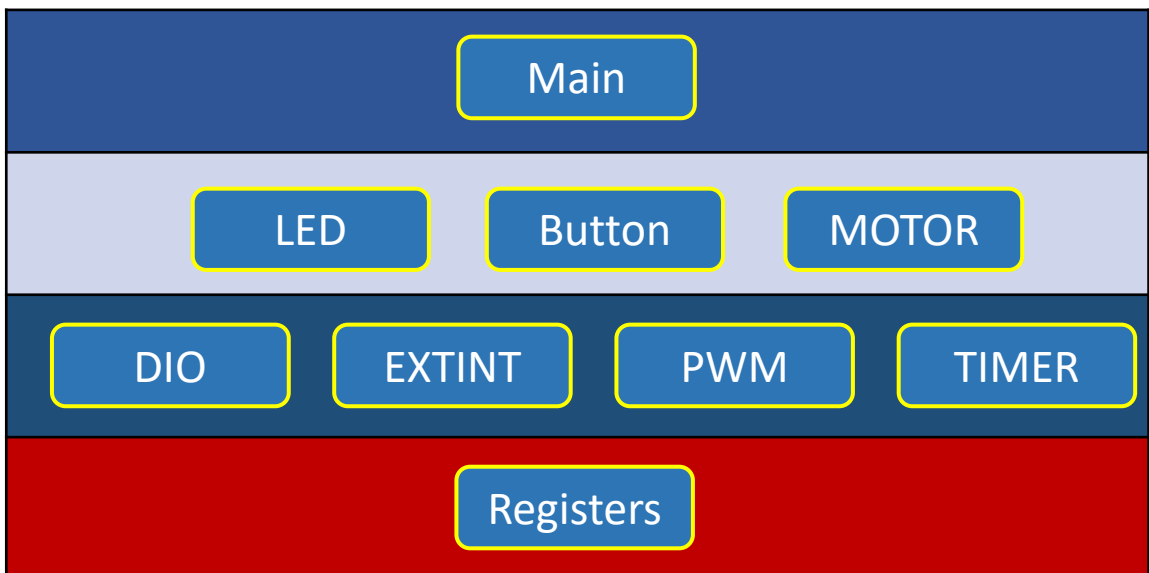 Main
LED
Button
MOTOR
DIO
EXTINT
PWM
TIMER
Registers